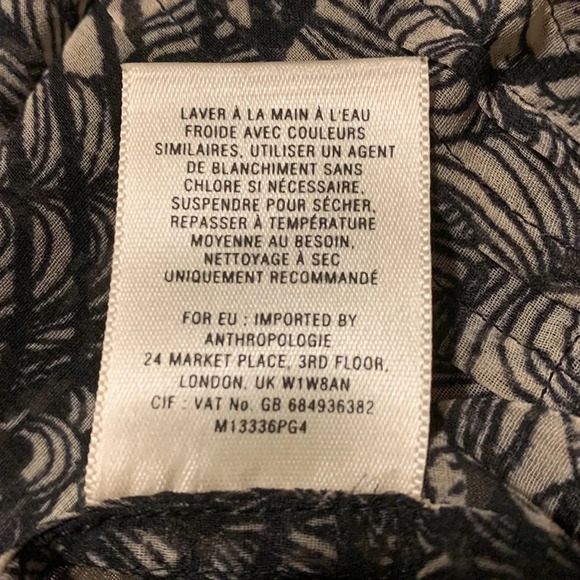 LAVER À LA MAIN À L'EAU
FROIDE AVEC COULEURS
SIMILAIRES, UTILISER UN AGENT
DE BLANCHIMENT SANS
CHLORE SI NÉCESSAIRE,
SUSPENDRE POUR SÉCHER,
REPASSER À TEMPÉRATURE
MOYENNE AU BESOIN,
NETTOYAGE À SEC
UNIQUEMENT RECOMMANDÉ
FOR EU : IMPORTED BY
ANTHROPOLOGIE
24 MARKET PLACE, 3RD FLOOR,
LONDON, UK W1W8AN
CIF : VAT No. GB 684936382
M13336PG4